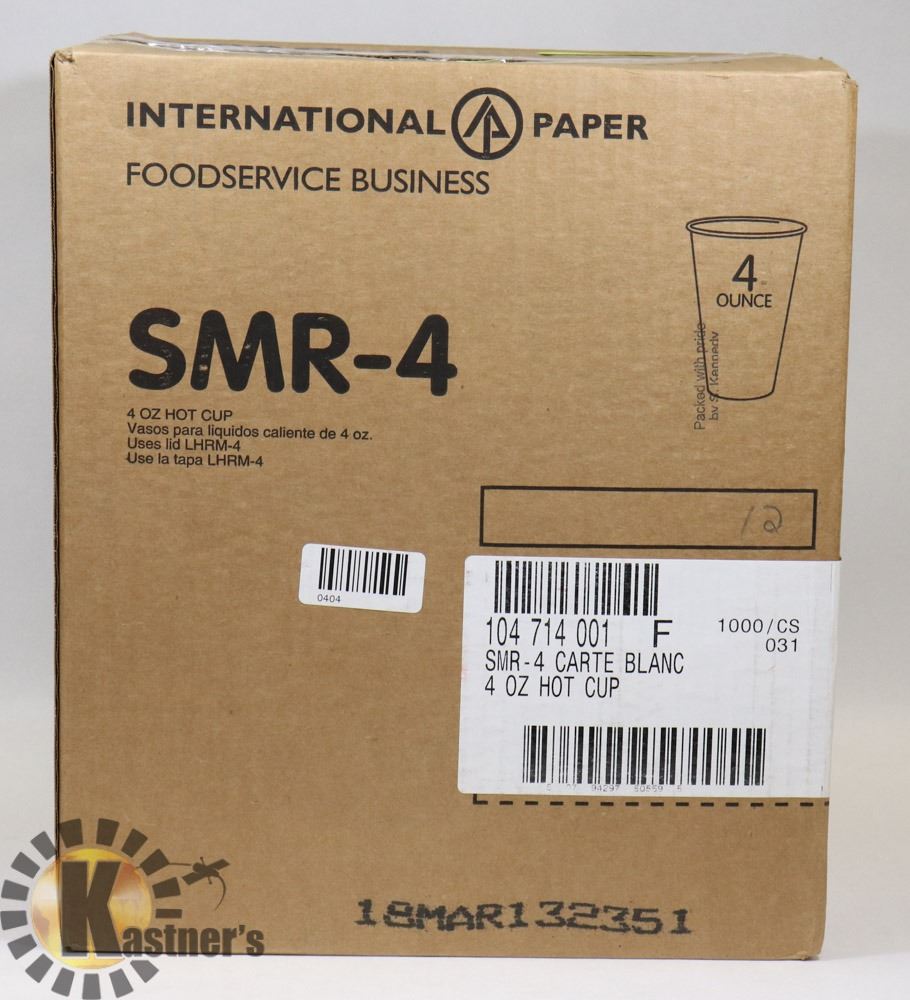 INTERNATIONAL PAPER
FOODSERVICE BUSINESS
4
OUNCE
Packed with pride
by S. Kennedy
SMR-4
4 OZ HOT CUP
Vasos para liquidos caliente de 4 oz.
Uses lid LHRM-4
Use la tapa LHRM-4
12
0404
104 714 001 F 1000/CS
031
SMR-4 CARTE BLANC
4 OZ HOT CUP
18MAR132351
Kastner's